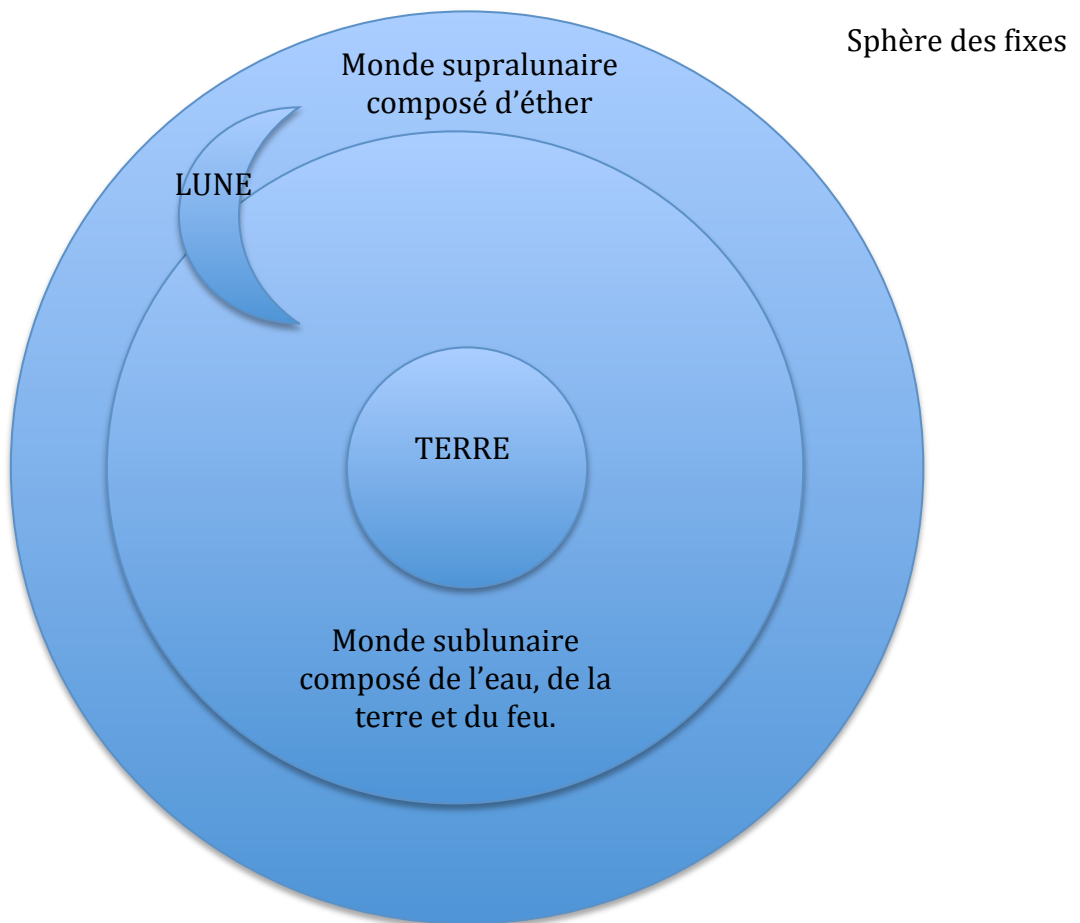 Sphère des fixes
Monde supralunaire
composé d’éther
LUNE
TERRE
Monde sublunaire
composé de l’eau, de la
terre et du feu.